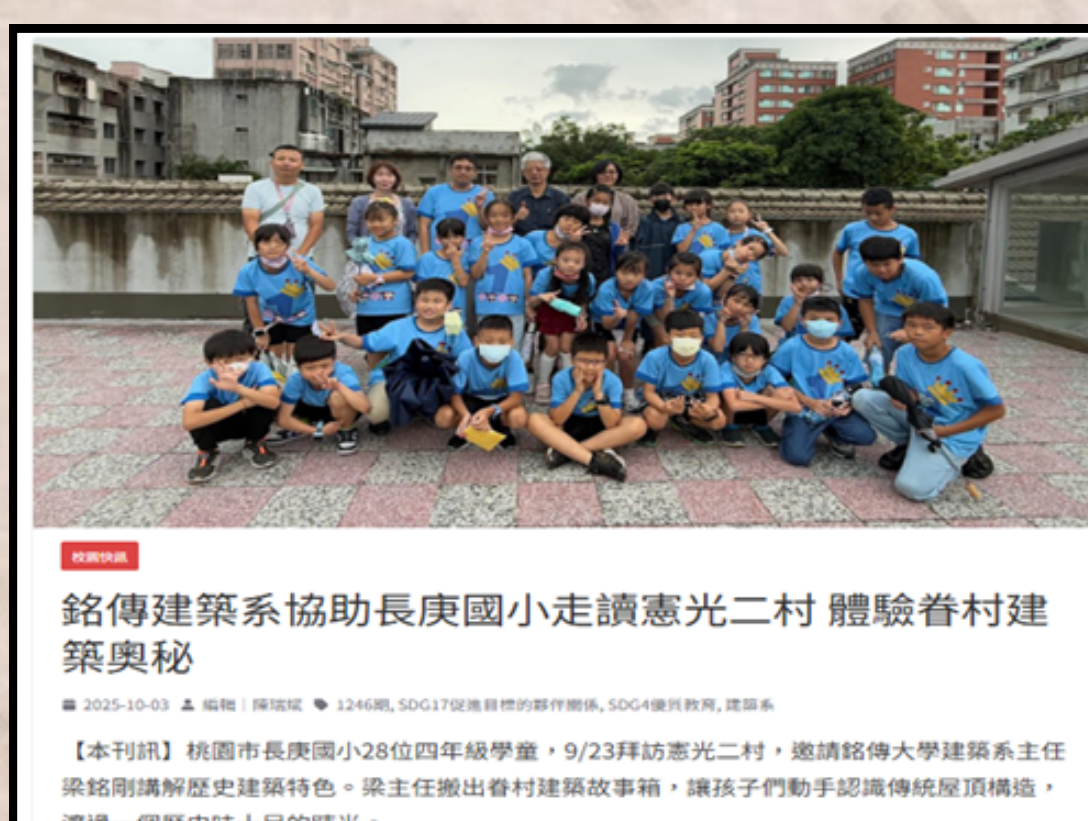 校園快訊
銘傳建築系協助長庚國小走讀憲光二村 體驗眷村建
築奧秘
2025-10-03 編輯｜陳瑞斌 1246期, SDG17促進目標的夥伴關係, SDG4優質教育, 建築系
【本刊訊】桃園市長庚國小28位四年級學童，9/23拜訪憲光二村，邀請銘傳大學建築系主任
梁銘剛講解歷史建築特色。梁主任搬出眷村建築故事箱，讓孩子們動手認識傳統屋頂構造，